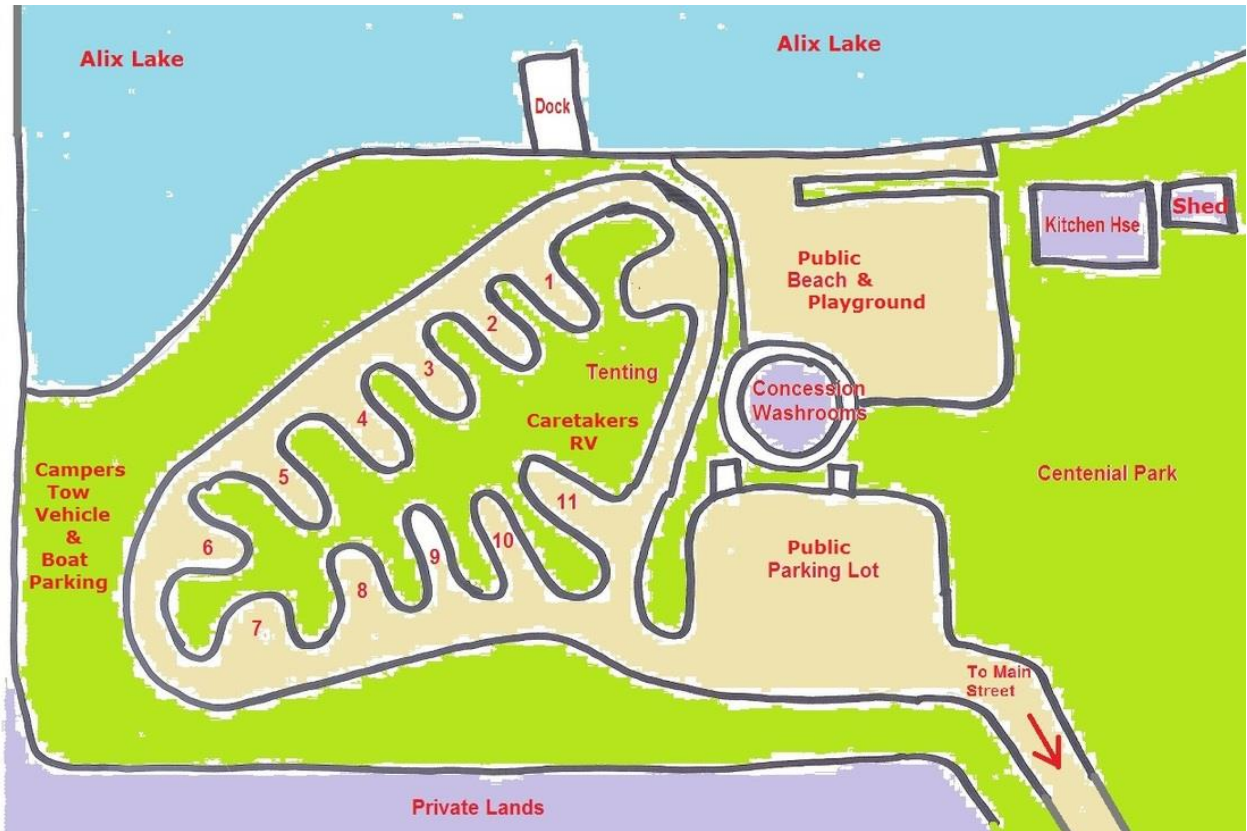 Alix Lake
Alix Lake
Dock
Kitchen Hse
Shed
Public
Beach &
Playground
1
2
3
4
5
6
7
8
9
10
11
Tenting
Caretakers
RV
Concession
Washrooms
Campers
Tow
Vehicle
&
Boat
Parking
Centenial Park
Public
Parking Lot
To Main
Street
Private Lands